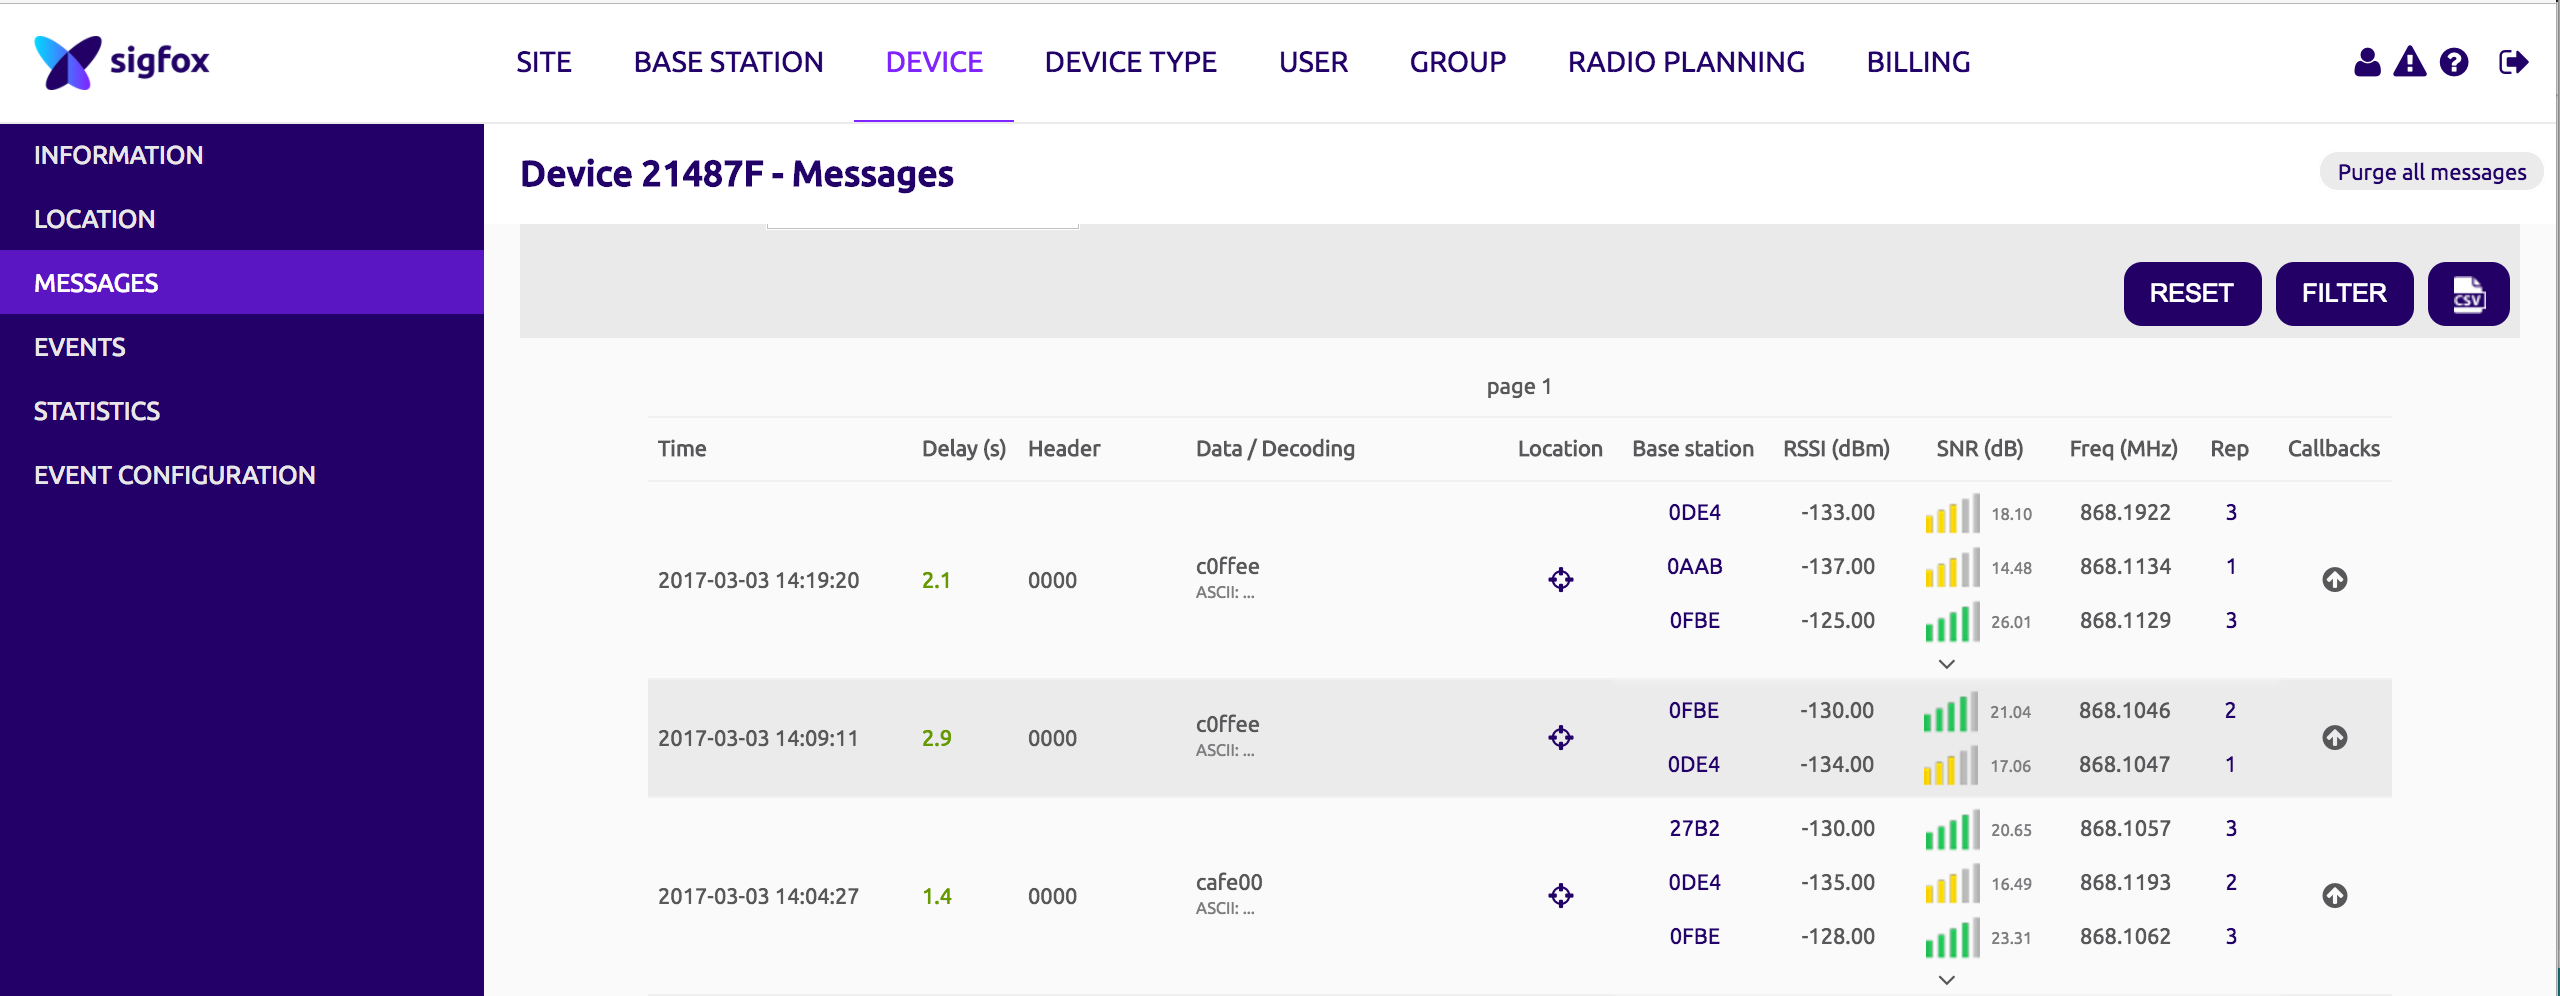 sigfox
SITE BASE STATION DEVICE DEVICE TYPE USER GROUP RADIO PLANNING BILLING
INFORMATION
LOCATION
MESSAGES
EVENTS
STATISTICS
EVENT CONFIGURATION
Device 21487F - Messages
Purge all messages
RESET FILTER CSV
page 1
Time Delay (s) Header Data / Decoding Location Base station RSSI (dBm) SNR (dB) Freq (MHz) Rep Callbacks
2017-03-03 14:19:20 2.1 0000 c0ffee
ASCII: ...
0DE4 -133.00 18.10 868.1922 3
0AAB -137.00 14.48 868.1134 1
0FBE -125.00 26.01 868.1129 3
2017-03-03 14:09:11 2.9 0000 c0ffee
ASCII: ...
0FBE -130.00 21.04 868.1046 2
0DE4 -134.00 17.06 868.1047 1
2017-03-03 14:04:27 1.4 0000 cafe00
ASCII: ...
27B2 -130.00 20.65 868.1057 3
0DE4 -135.00 16.49 868.1193 2
0FBE -128.00 23.31 868.1062 3